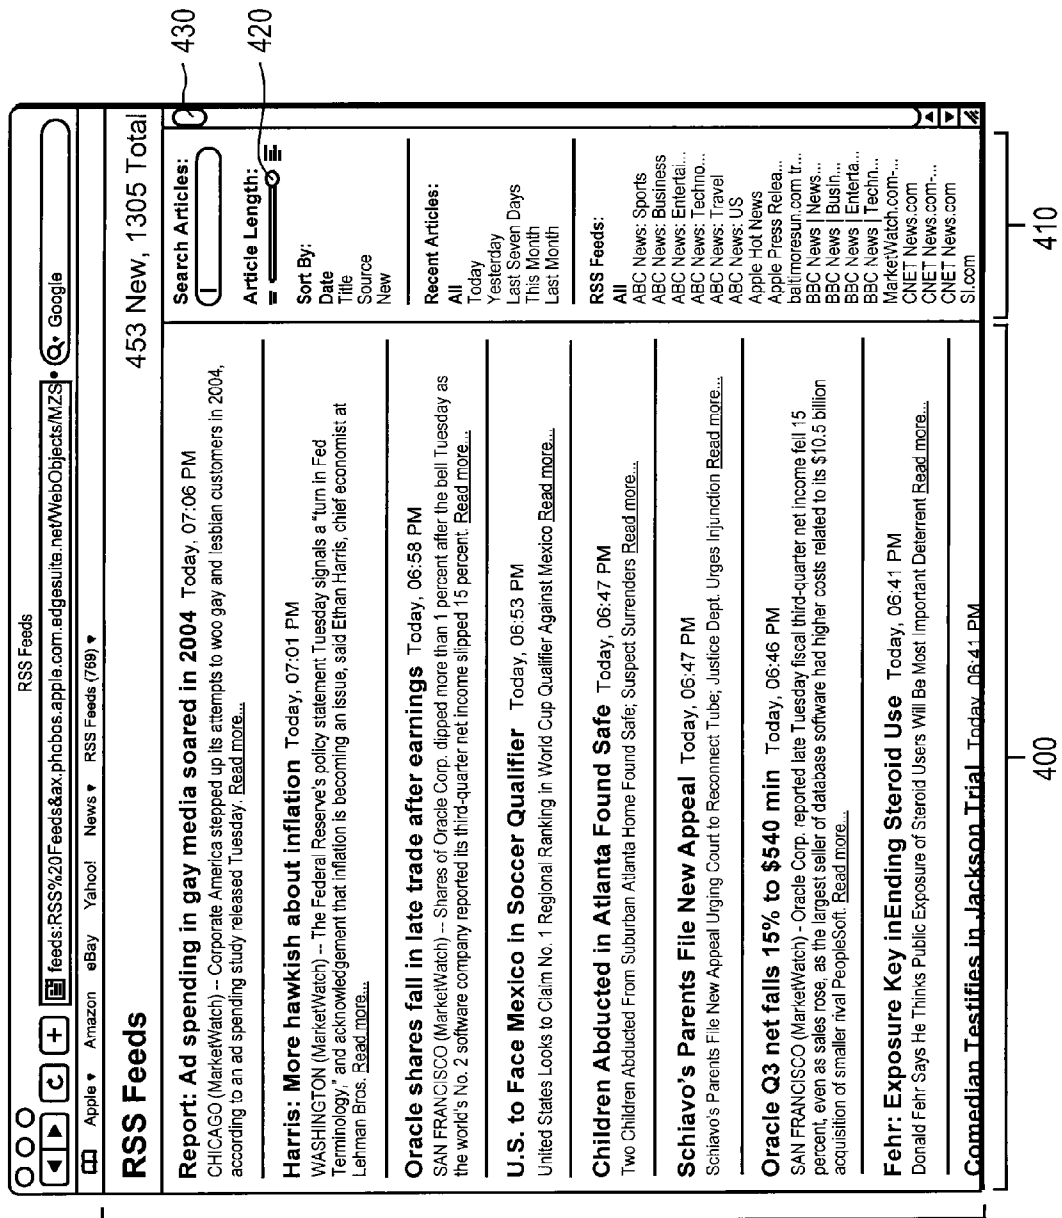 RSS Feeds
feeds:RSS%20Feeds&ax.phobos.apple.com.edgesuite.net/WebObjects/MZS
Google
Apple eBay Amazon Yahoo! News RSS Feeds (769)
RSS Feeds
453 New, 1305 Total
Report: Ad spending in gay media soared in 2004 Today, 07:06 PM
CHICAGO (MarketWatch) -- Corporate America stepped up its attempts to woo gay and lesbian customers in 2004,
according to an ad spending study released Tuesday. Read more...
Harris: More hawkish about inflation Today, 07:01 PM
WASHINGTON (MarketWatch) -- The Federal Reserve's policy statement Tuesday signals a "turn in Fed
Terminology," and acknowledgement that inflation is becoming an issue, said Ethan Harris, chief economist at
Lehman Bros. Read more...
Oracle shares fall in late trade after earnings Today, 06:58 PM
SAN FRANCISCO (MarketWatch) -- Shares of Oracle Corp. dipped more than 1 percent after the bell Tuesday as
the world's No. 2 software company reported its third-quarter net income slipped 15 percent. Read more...
U.S. to Face Mexico in Soccer Qualifier Today, 06:53 PM
United States Looks to Claim No. 1 Regional Ranking in World Cup Qualifier Against Mexico Read more...
Children Abducted in Atlanta Found Safe Today, 06:47 PM
Two Children Abducted From Suburban Atlanta Home Found Safe; Suspect Surrenders Read more...
Schiavo's Parents File New Appeal Today, 06:47 PM
Schiavo's Parents File New Appeal Urging Court to Reconnect Tube; Justice Dept. Urges Injunction Read more...
Oracle Q3 net falls 15% to $540 min Today, 06:46 PM
SAN FRANCISCO (MarketWatch) - Oracle Corp. reported late Tuesday fiscal third-quarter net income fell 15
percent, even as sales rose, as the largest seller of database software had higher costs related to its $10.5 billion
acquisition of smaller rival PeopleSoft. Read more...
Fehr: Exposure Key inEnding Steroid Use Today, 06:41 PM
Donald Fehr Says He Thinks Public Exposure of Steroid Users Will Be Most Important Deterrent Read more...
Comedian Testifies in Jackson Trial Today 06:41 PM
Search Articles:
Article Length:
Sort By:
Date
Title
Source
New
Recent Articles:
All
Today
Yesterday
Last Seven Days
This Month
Last Month
RSS Feeds:
All
ABC News: Sports
ABC News: Business
ABC News: Entertai...
ABC News: Techno...
ABC News: Travel
ABC News: US
Apple Hot News
Apple Press Relea...
baltimoresun.com tr...
BBC News | News...
BBC News | Busin...
BBC News | Enterta...
BBC News | Techn...
MarketWatch.com-...
CNET News.com-...
CNET News.com
CNET News.com
SI.com
430
420
400
410